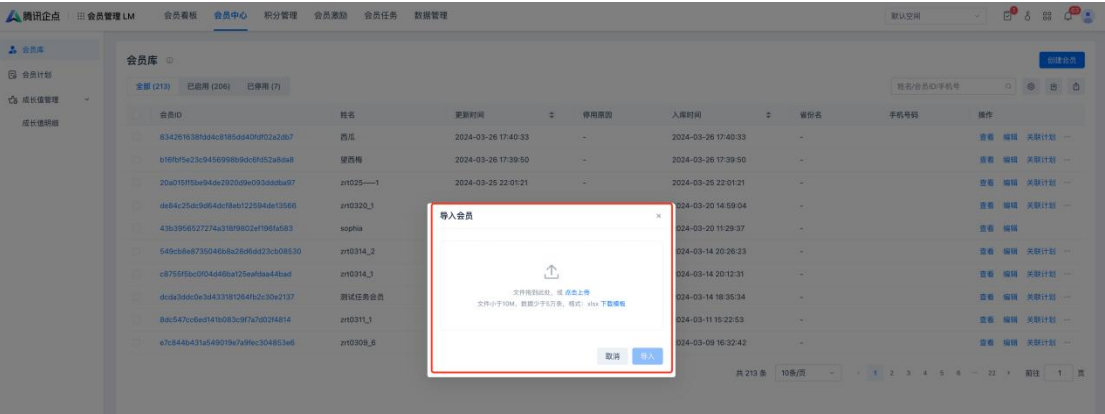 腾讯企点 会员管理 LM 会员看板 会员中心 积分管理 会员激励 会员任务 数据管理 默认空间
会员库
会员计划
成长值管理
成长值明细
会员库
创建会员
全部 (213) 已启用 (206) 已停用 (7) 姓名/会员ID/手机号
会员ID 姓名 更新时间 停用原因 入库时间 省份名 手机号码 操作
西瓜 2024-03-26 17:40:33 - 2024-03-26 17:40:33 - 查看 编辑 关联计划 ···
望西梅 2024-03-26 17:39:50 - 2024-03-26 17:39:50 - 查看 编辑 关联计划 ···
zrt025——1 2024-03-25 22:01:21 - 2024-03-25 22:01:21 - 查看 编辑 关联计划 ···
zrt0320_1 024-03-20 14:59:04 - 查看 编辑 关联计划 ···
sophia 024-03-20 11:29:37 - 查看 编辑
zrt0314_2 024-03-14 20:26:23 - 查看 编辑 关联计划 ···
zrt0314_1 024-03-14 20:12:31 - 查看 编辑 关联计划 ···
测试任务会员 024-03-14 18:35:34 - 查看 编辑 关联计划 ···
zrt0311_1 024-03-11 15:22:53 - 查看 编辑 关联计划 ···
zrt0309_6 024-03-09 16:32:42 - 查看 编辑 关联计划 ···
导入会员 ×
文件拖到此处，或 点击上传
文件小于10M，数据少于5万条，格式：xlsx 下载模板
取消 导入
共 213 条 10条/页 1 2 3 4 5 6 ··· 22 前往 1 页